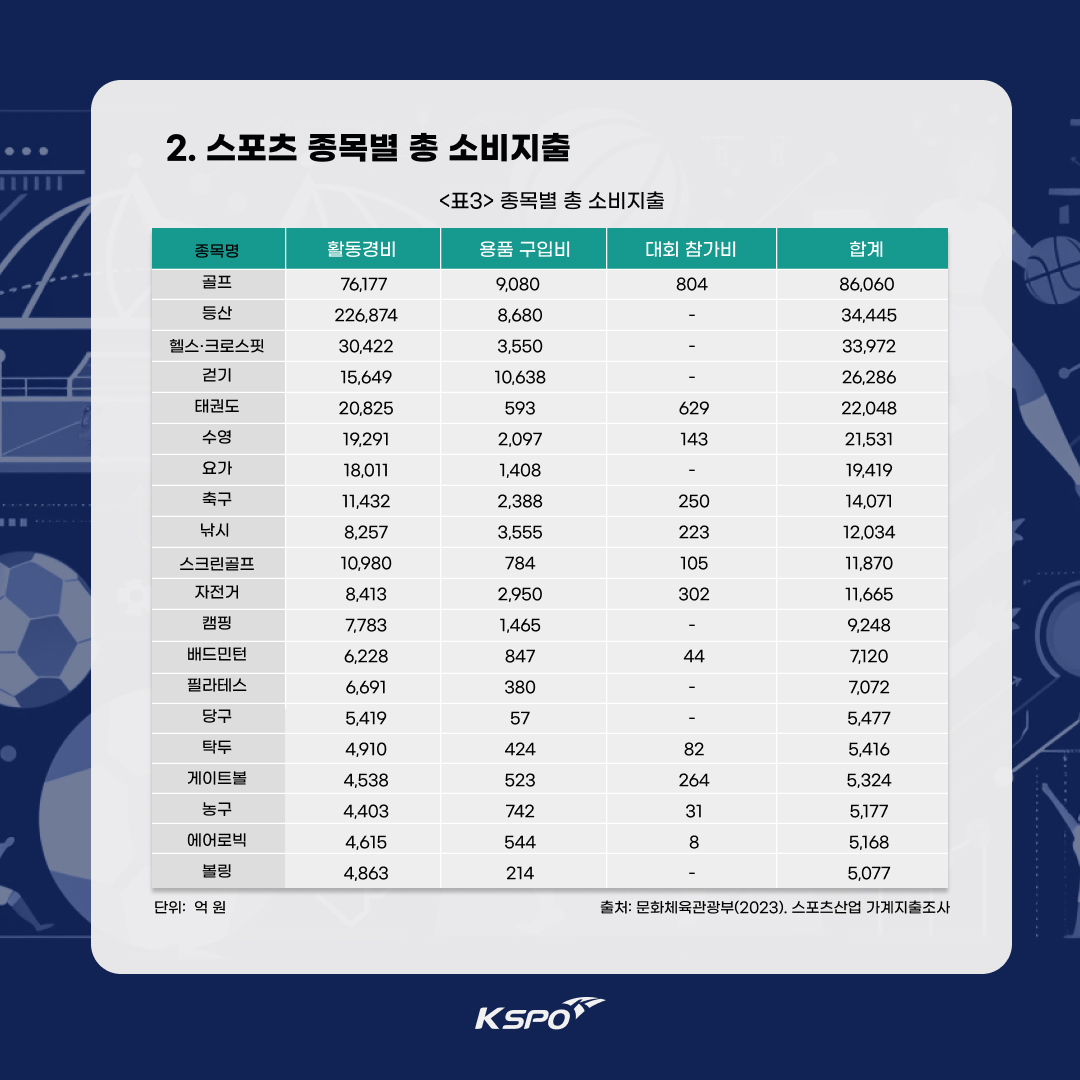 2. 스포츠 종목별 총 소비지출
<표3> 종목별 총 소비지출
종목명 활동경비 용품 구입비 대회 참가비 합계
골프 76,177 9,080 804 86,060
등산 226,874 8,680 - 34,445
헬스·크로스핏 30,422 3,550 - 33,972
걷기 15,649 10,638 - 26,286
태권도 20,825 593 629 22,048
수영 19,291 2,097 143 21,531
요가 18,011 1,408 - 19,419
축구 11,432 2,388 250 14,071
낚시 8,257 3,555 223 12,034
스크린골프 10,980 784 105 11,870
자전거 8,413 2,950 302 11,665
캠핑 7,783 1,465 - 9,248
배드민턴 6,228 847 44 7,120
필라테스 6,691 380 - 7,072
당구 5,419 57 - 5,477
탁두 4,910 424 82 5,416
게이트볼 4,538 523 264 5,324
농구 4,403 742 31 5,177
에어로빅 4,615 544 8 5,168
볼링 4,863 214 - 5,077
단위: 억 원 출처: 문화체육관광부(2023). 스포츠산업 가계지출조사
KSPO